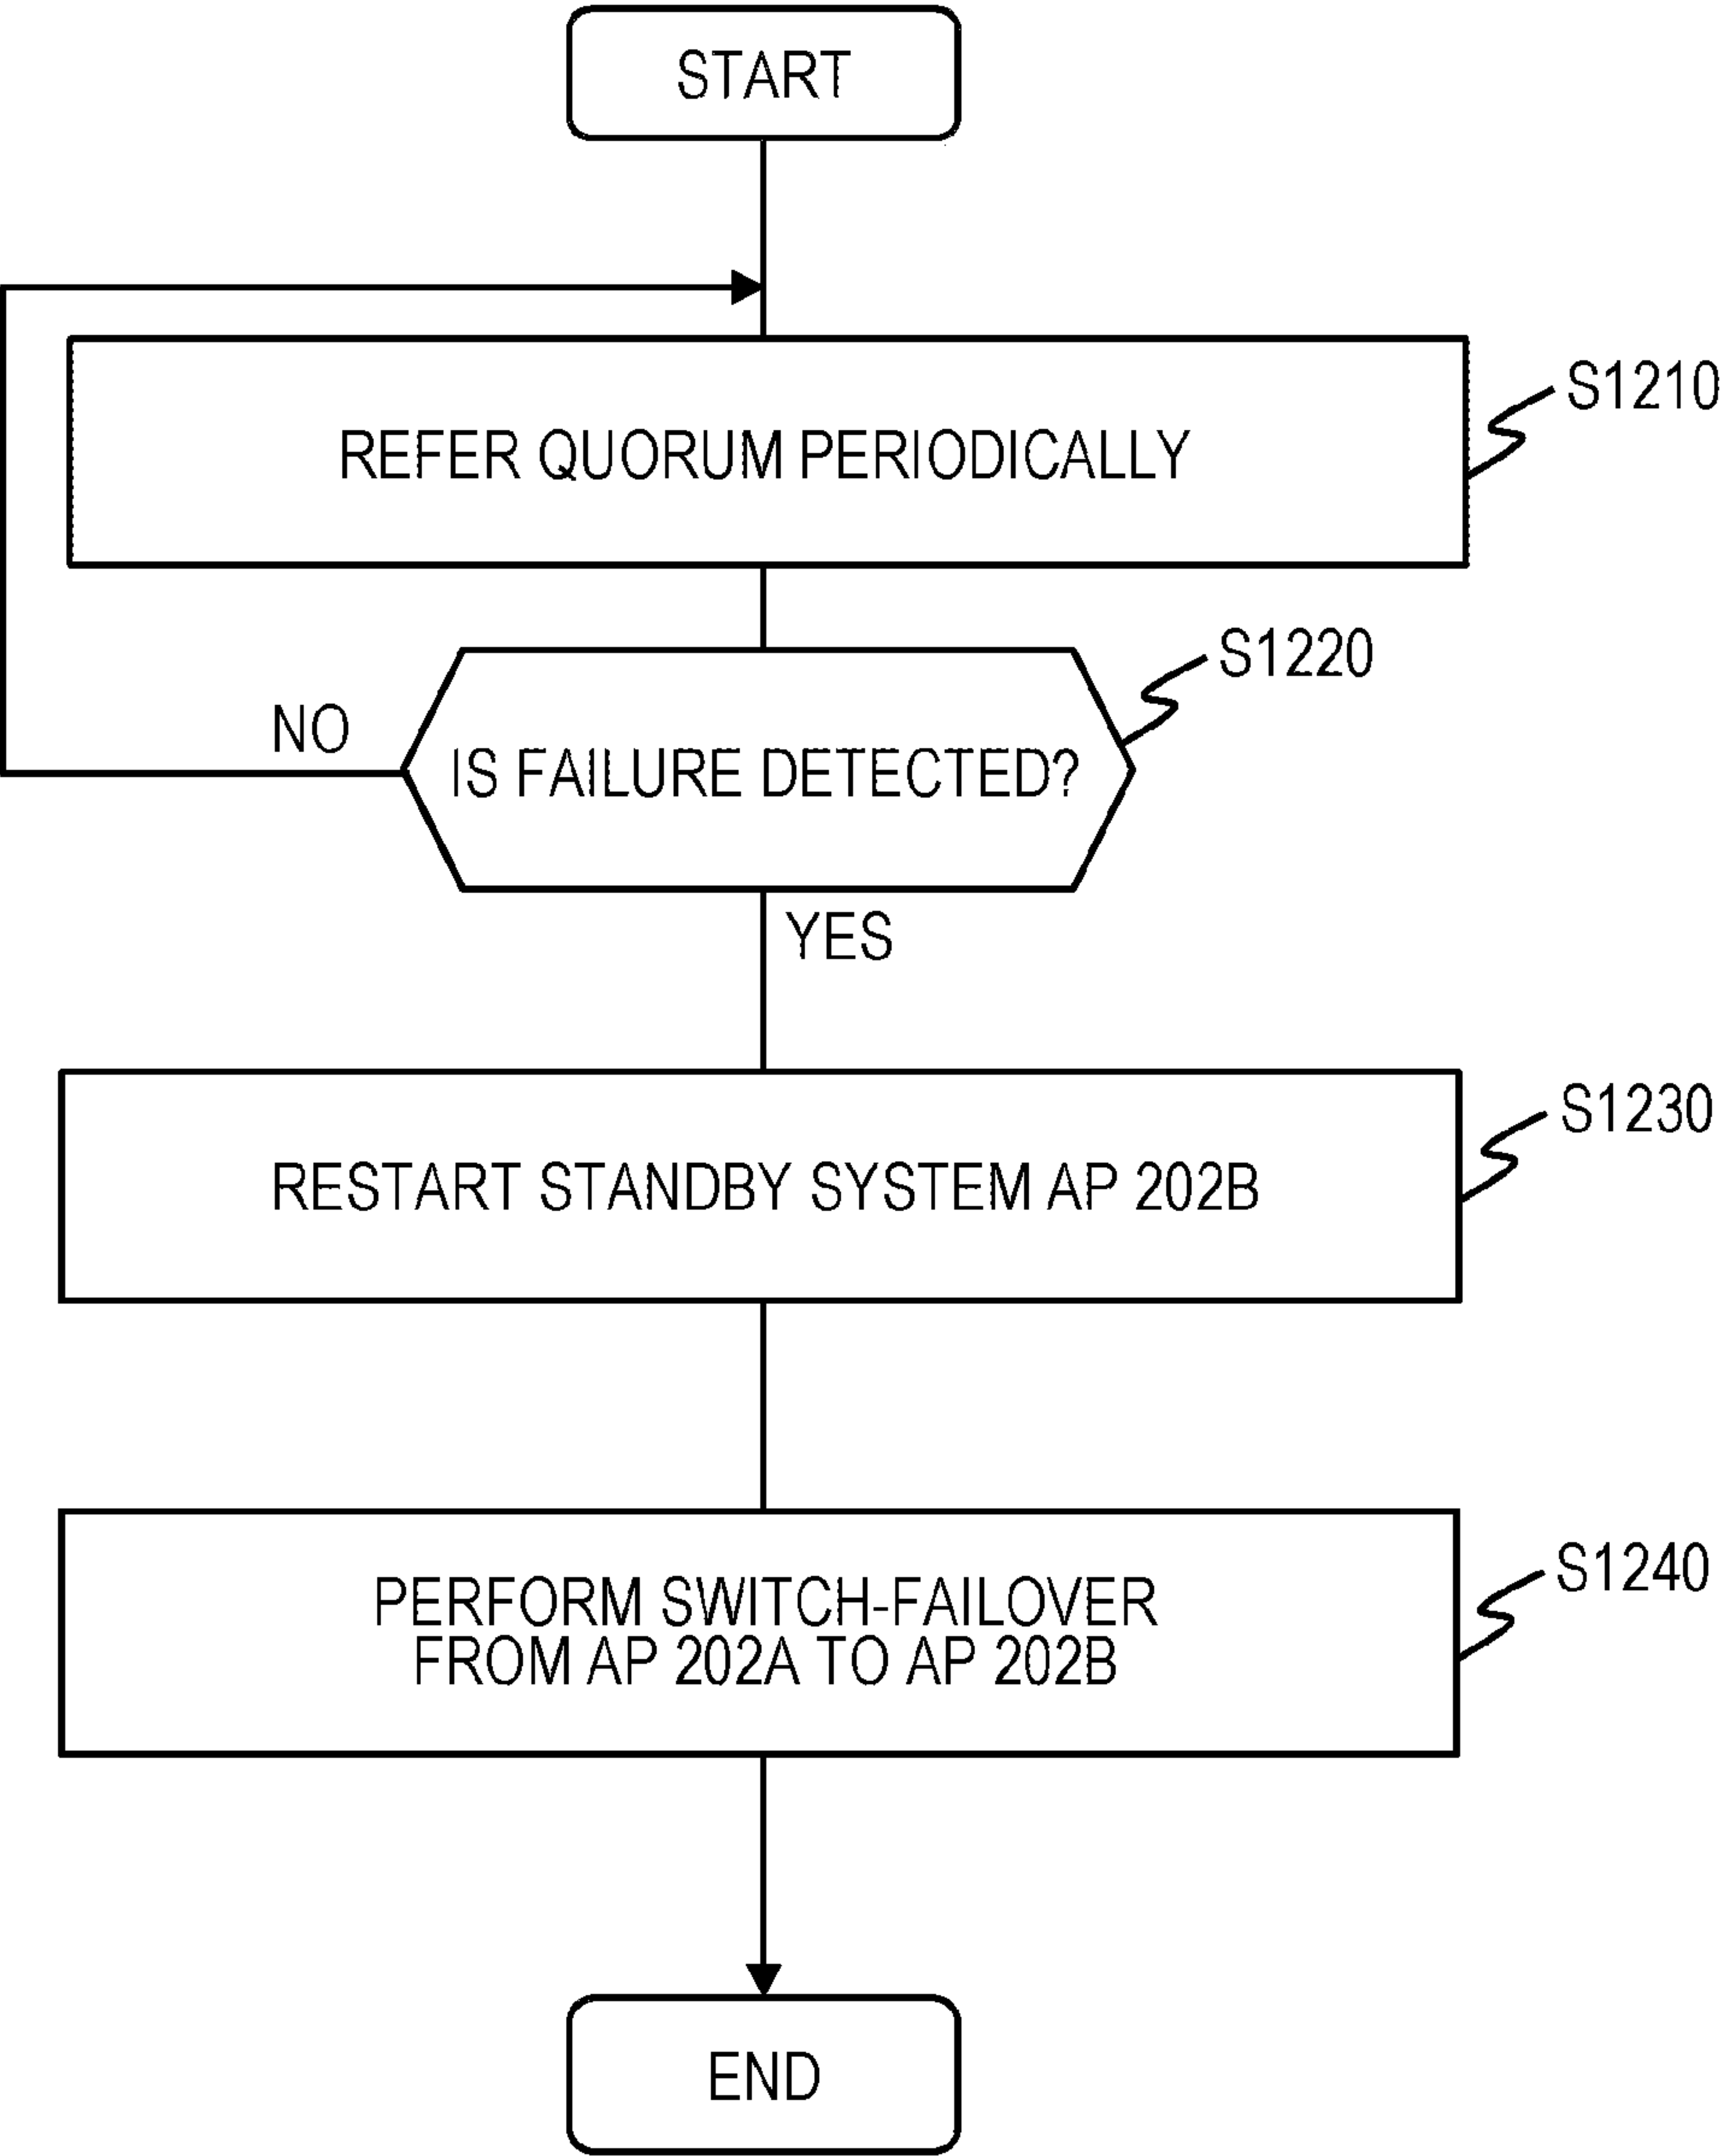 START
REFER QUORUM PERIODICALLY
S1210
IS FAILURE DETECTED?
S1220
NO
YES
RESTART STANDBY SYSTEM AP 202B
S1230
PERFORM SWITCH-FAILOVER
FROM AP 202A TO AP 202B
S1240
END